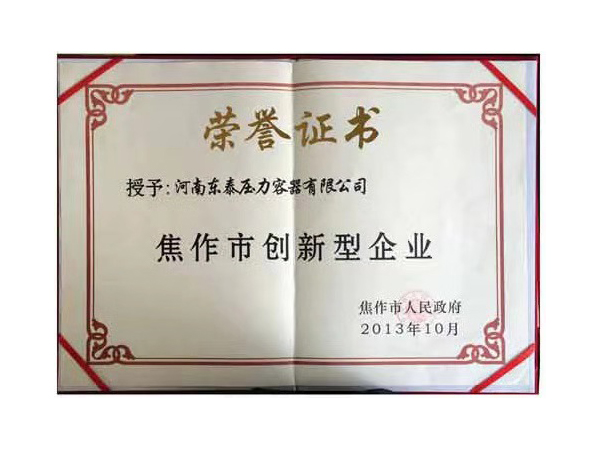 荣誉证书
授予:河南东泰压力容器有限公司
焦作市创新型企业
焦作市人民政府
2013年10月